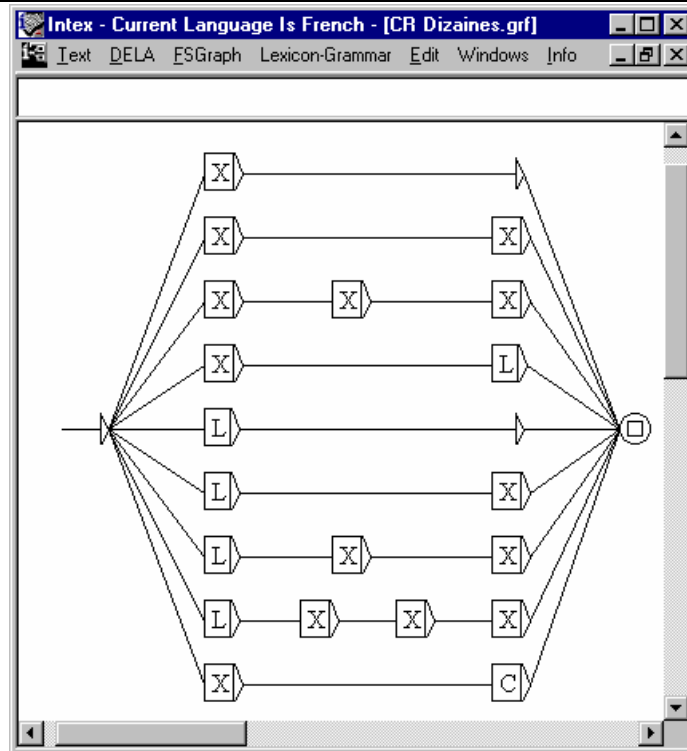 Intex - Current Language Is French - [CR Dizaines.grf]
Text DELA FSGraph Lexicon-Grammar Edit Windows Info
X
X X
X X X
X L
L
L X
L X X
L X X X
X C